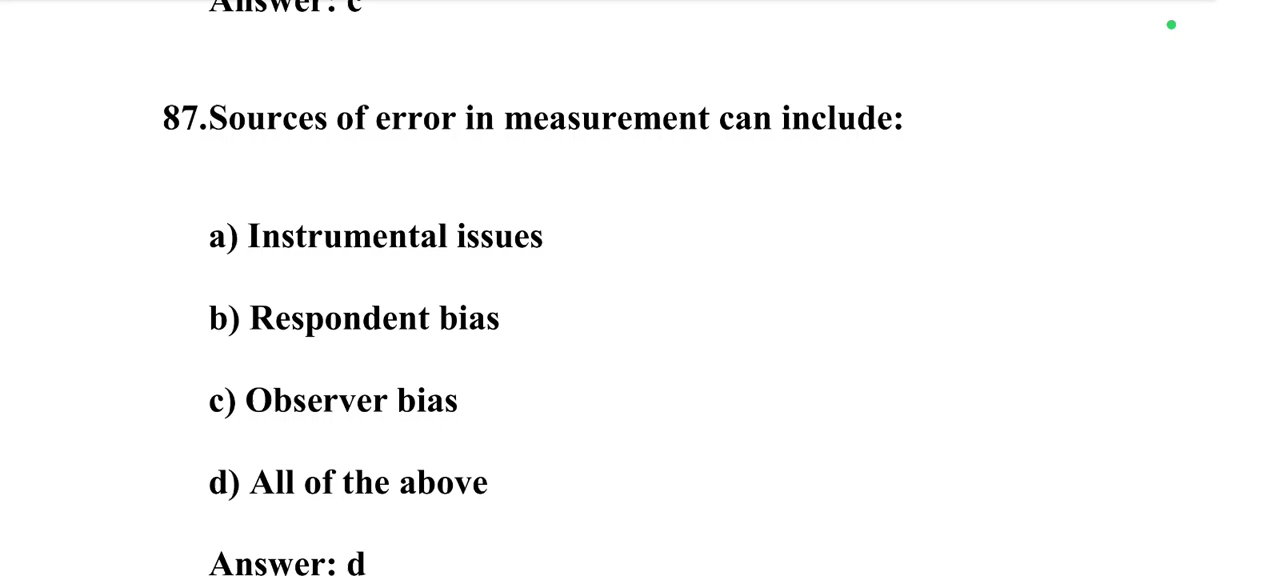 Answer: c
87.Sources of error in measurement can include:
a) Instrumental issues
b) Respondent bias
c) Observer bias
d) All of the above
Answer: d